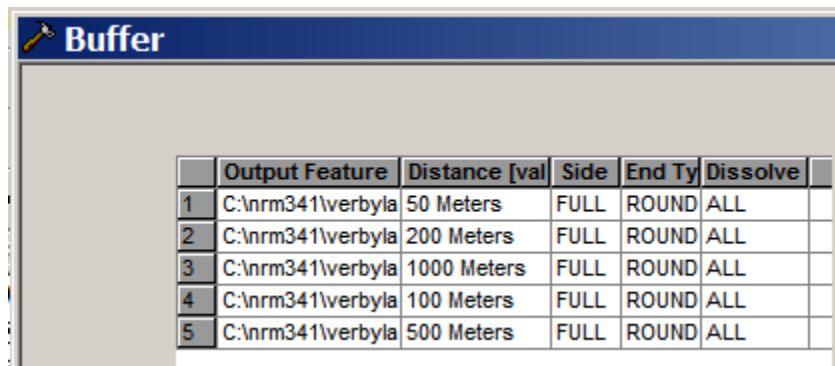 Buffer
Output Feature Distance [val Side End Ty Dissolve
1 C:\nrm341\verbyla 50 Meters FULL ROUND ALL
2 C:\nrm341\verbyla 200 Meters FULL ROUND ALL
3 C:\nrm341\verbyla 1000 Meters FULL ROUND ALL
4 C:\nrm341\verbyla 100 Meters FULL ROUND ALL
5 C:\nrm341\verbyla 500 Meters FULL ROUND ALL